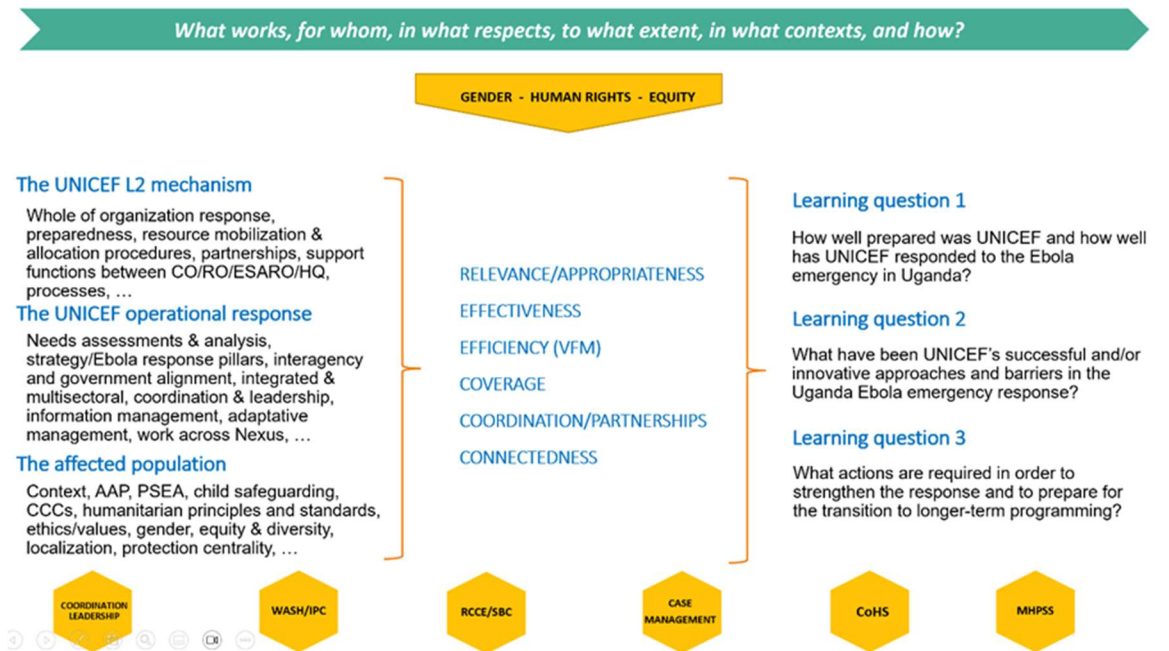 What works, for whom, in what respects, to what extent, in what contexts, and how?
GENDER - HUMAN RIGHTS - EQUITY
The UNICEF L2 mechanism
Whole of organization response,
preparedness, resource mobilization &
allocation procedures, partnerships, support
functions between CO/RO/ESARO/HQ,
processes, …
The UNICEF operational response
Needs assessments & analysis,
strategy/Ebola response pillars, interagency
and government alignment, integrated &
multisectoral, coordination & leadership,
information management, adaptative
management, work across Nexus, …
The affected population
Context, AAP, PSEA, child safeguarding,
CCCs, humanitarian principles and standards,
ethics/values, gender, equity & diversity,
localization, protection centrality, …
RELEVANCE/APPROPRIATENESS
EFFECTIVENESS
EFFICIENCY (VFM)
COVERAGE
COORDINATION/PARTNERSHIPS
CONNECTEDNESS
Learning question 1
How well prepared was UNICEF and how well
has UNICEF responded to the Ebola
emergency in Uganda?
Learning question 2
What have been UNICEF's successful and/or
innovative approaches and barriers in the
Uganda Ebola emergency response?
Learning question 3
What actions are required in order to
strengthen the response and to prepare for
the transition to longer-term programming?
COORDINATION
LEADERSHIP
WASH/IPC
RCCE/SBC
CASE
MANAGEMENT
CoHS
MHPSS